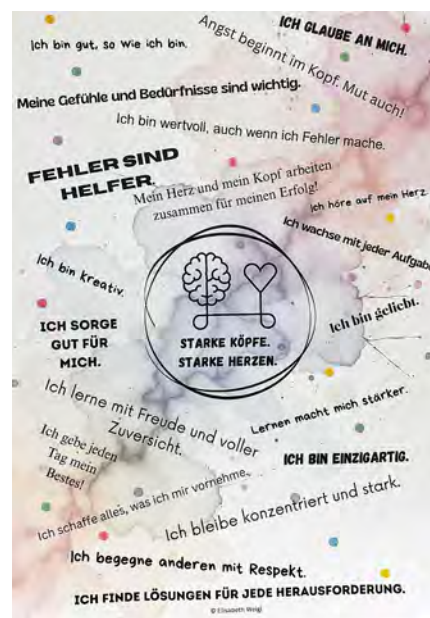 ICH GLAUBE AN MICH.
Ich bin gut, so wie ich bin.
Angst beginnt im Kopf. Mut auch!
Meine Gefühle und Bedürfnisse sind wichtig.
Ich bin wertvoll, auch wenn ich Fehler mache.
FEHLER SIND
HELFER.
Mein Herz und mein Kopf arbeiten
zusammen für meinen Erfolg!
Ich höre auf mein Herz
Ich wachse mit jeder Aufgabe
Ich bin kreativ.
Ich bin geliebt.
ICH SORGE
GUT FÜR
MICH.
STARKE KÖPFE.
STARKE HERZEN.
Ich lerne mit Freude und voller
Zuversicht.
Lernen macht mich stärker.
Ich gebe jeden
Tag mein
Bestes!
ICH BIN EINZIGARTIG.
Ich schaffe alles, was ich mir vornehme.
Ich bleibe konzentriert und stark.
Ich begegne anderen mit Respekt.
ICH FINDE LÖSUNGEN FÜR JEDE HERAUSFORDERUNG.
© Elisabeth Weigl